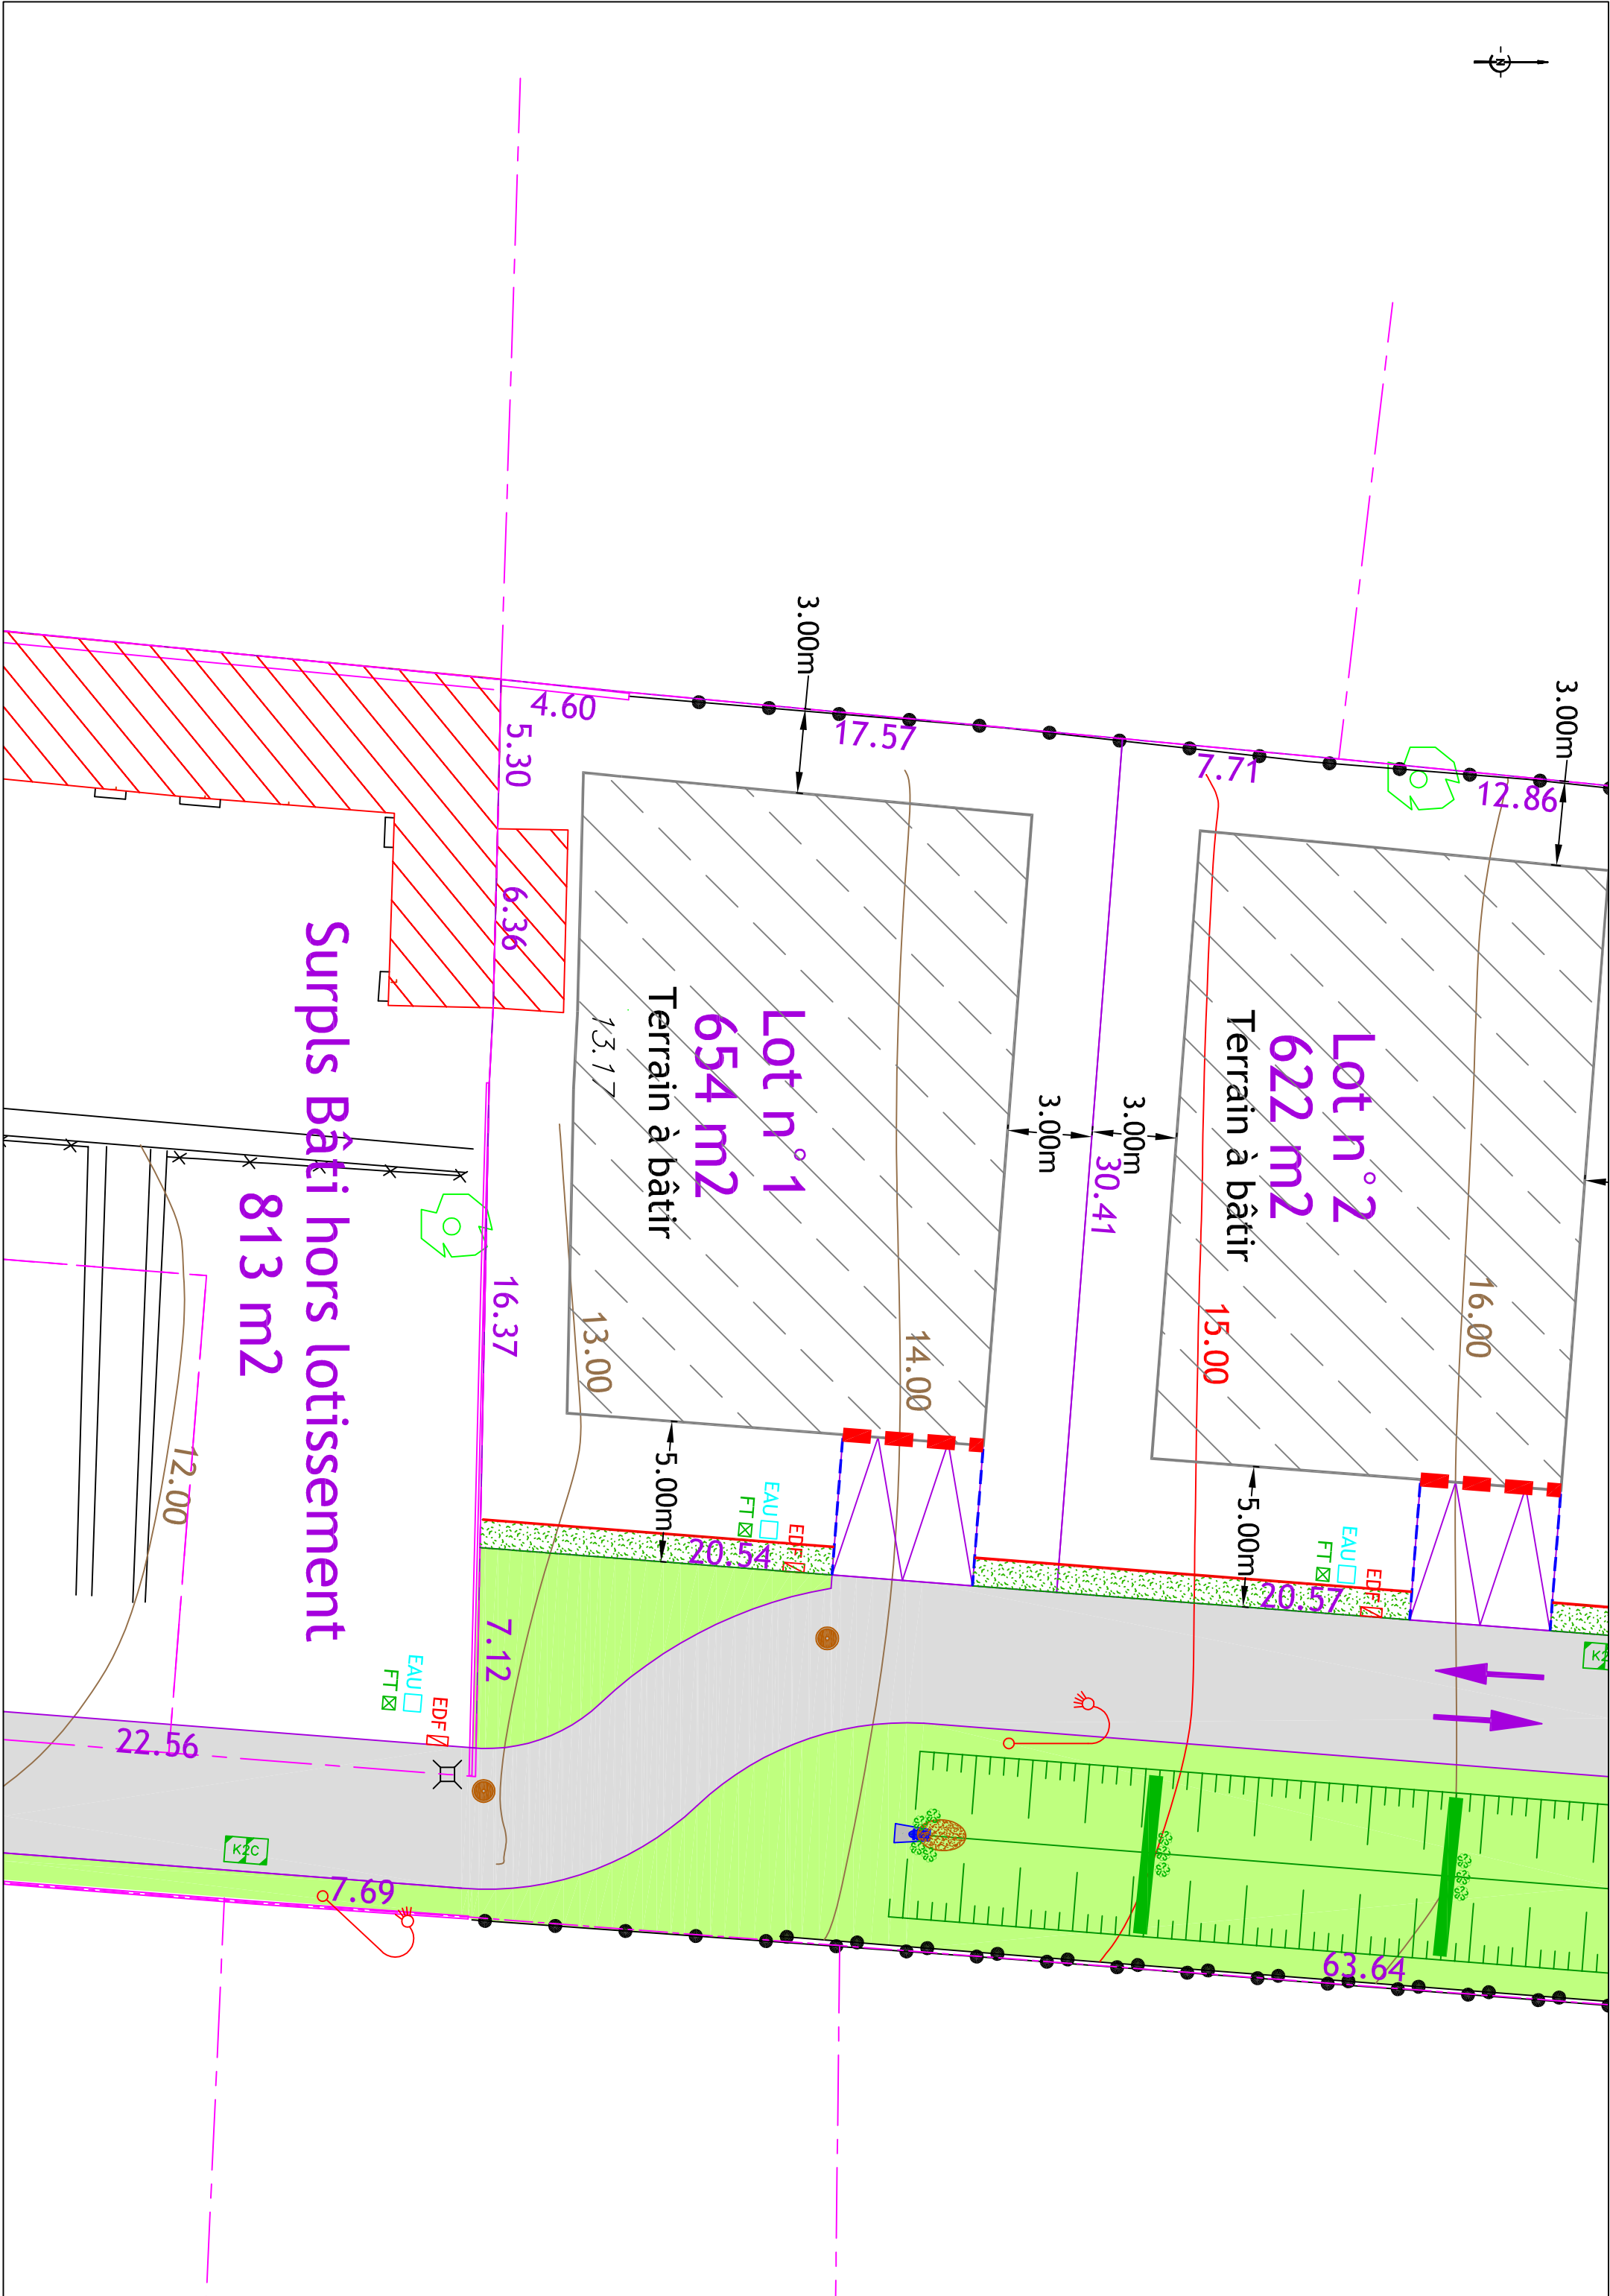 N
3.00m
3.00m
4.60
17.57
7.71
12.86
5.30
6.36
Lot n°2
622 m2
Terrain à bâtir
Lot n°1
654 m2
Terrain à bâtir
13.17
3.00m
3.00m
30.41
Surpls Bâti hors lotissement
813 m2
16.37
16.00
15.00
14.00
13.00
12.00
5.00m
5.00m
EAU
FT
EDF
20.54
EAU
FT
EDF
20.57
7.12
EAU
FT
EDF
22.56
K2C
7.69
63.64